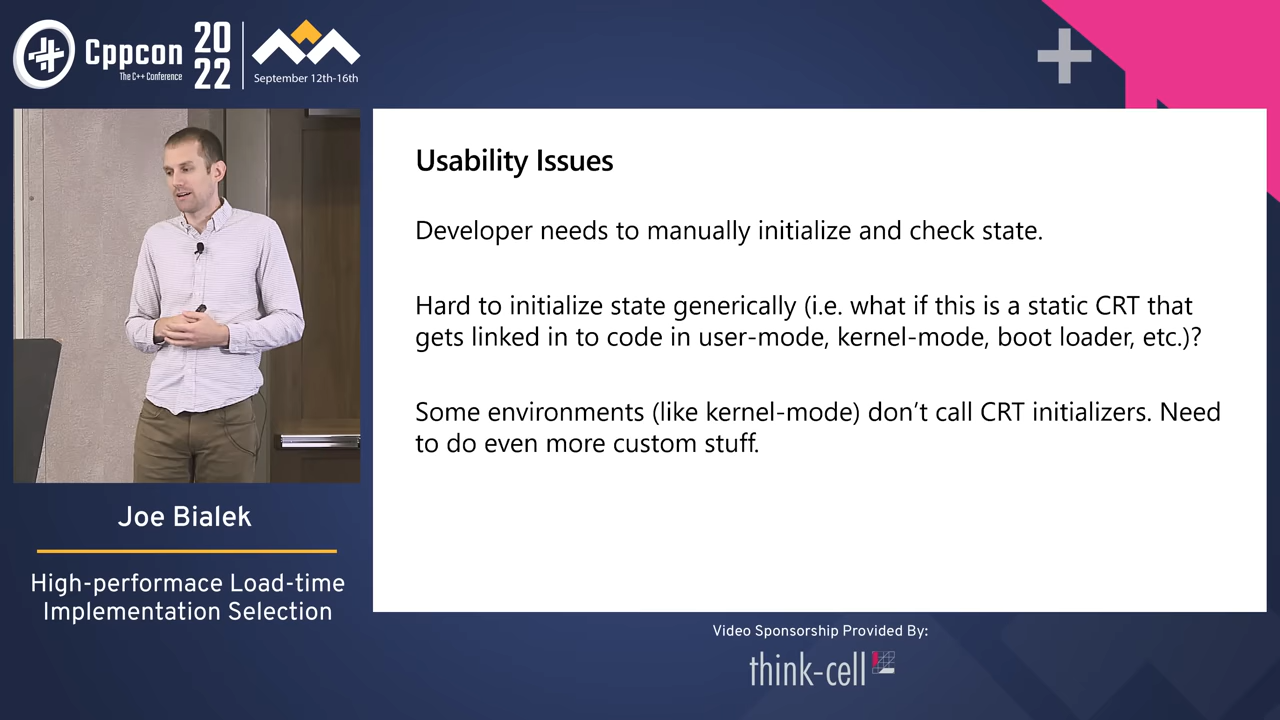 Cppcon
The C++ Conference
20
22
September 12th-16th
Usability Issues
Developer needs to manually initialize and check state.
Hard to initialize state generically (i.e. what if this is a static CRT that
gets linked in to code in user-mode, kernel-mode, boot loader, etc.)?
Some environments (like kernel-mode) don’t call CRT initializers. Need
to do even more custom stuff.
Joe Bialek
High-performace Load-time
Implementation Selection
Video Sponsorship Provided By:
think-cell